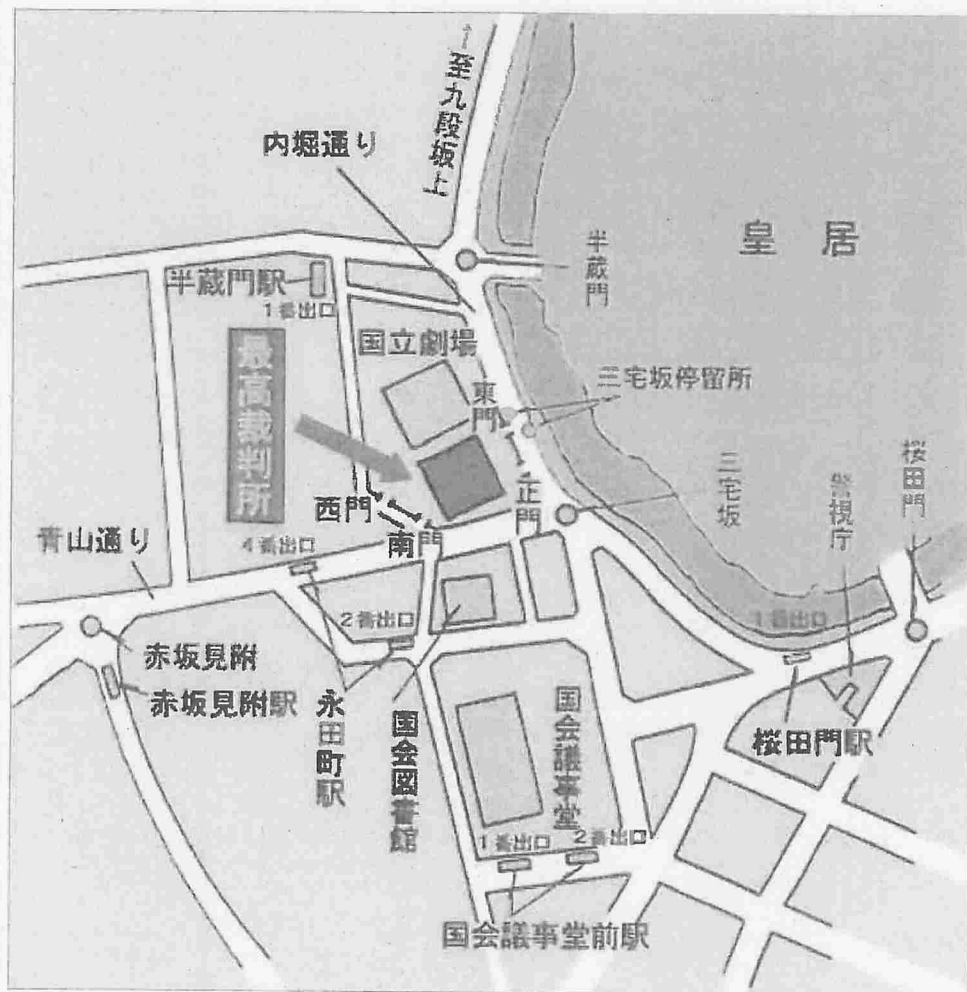 ↑至九段坂上
内堀通り
皇居
半蔵門
半蔵門駅
1番出口
国立劇場
最高裁判所
東門
三宅坂停留所
桜田門
三宅坂
警視庁
正門
西門
南門
青山通り
4番出口
2番出口
1番出口
赤坂見附
赤坂見附駅
永田町駅
国会図書館
国会議事堂
桜田門駅
1番出口
2番出口
国会議事堂前駅